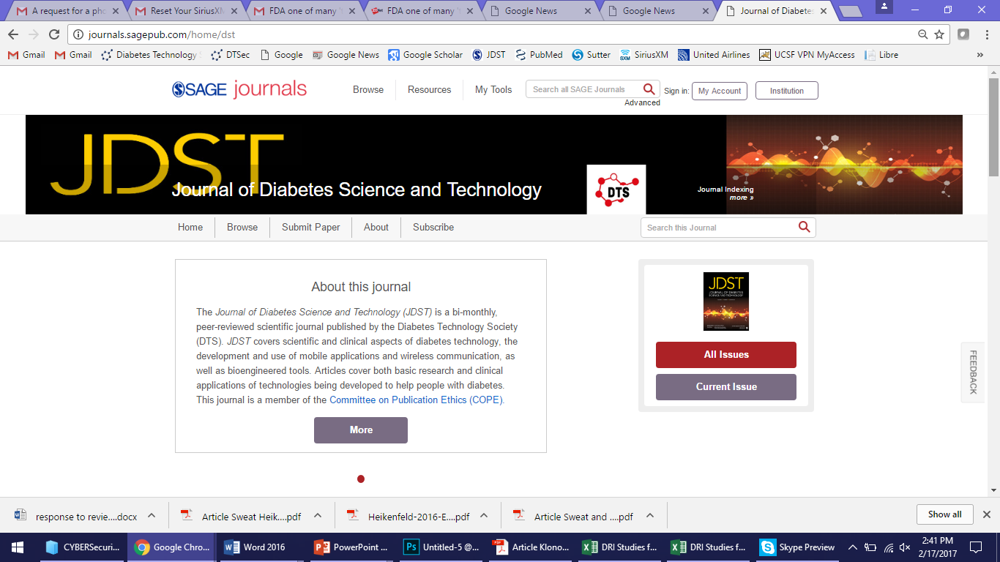 A request for a pho
Reset Your SiriusXM
FDA one of many 's
FDA one of many '
Google News
Google News
Journal of Diabetes
journals.sagepub.com/home/dst
Gmail
Gmail
Diabetes Technology
DTSec
Google
Google News
Google Scholar
JDST
PubMed
Sutter
SiriusXM
United Airlines
UCSF VPN MyAccess
Libre
»
SAGE journals
Browse
Resources
My Tools
Search all SAGE Journals
Advanced
Sign in:
My Account
Institution
JDST
Journal of Diabetes Science and Technology
DTS
Journal Indexing
more »
Home
Browse
Submit Paper
About
Subscribe
Search this Journal
About this journal
The Journal of Diabetes Science and Technology (JDST) is a bi-monthly,
peer-reviewed scientific journal published by the Diabetes Technology Society
(DTS). JDST covers scientific and clinical aspects of diabetes technology, the
development and use of mobile applications and wireless communication, as
well as bioengineered tools. Articles cover both basic research and clinical
applications of technologies being developed to help people with diabetes.
This journal is a member of the Committee on Publication Ethics (COPE).
More
JDST
JOURNAL OF DIABETES
SCIENCE AND TECHNOLOGY
All Issues
Current Issue
FEEDBACK
response to revie....docx
Article Sweat Heik....pdf
Heikenfeld-2016-E....pdf
Article Sweat and ....pdf
Show all
CYBERSecuri...
Google Chro...
Word 2016
PowerPoint ...
Untitled-5 @...
Article Klono...
DRI Studies f...
DRI Studies f...
Skype Preview
2:41 PM
2/17/2017